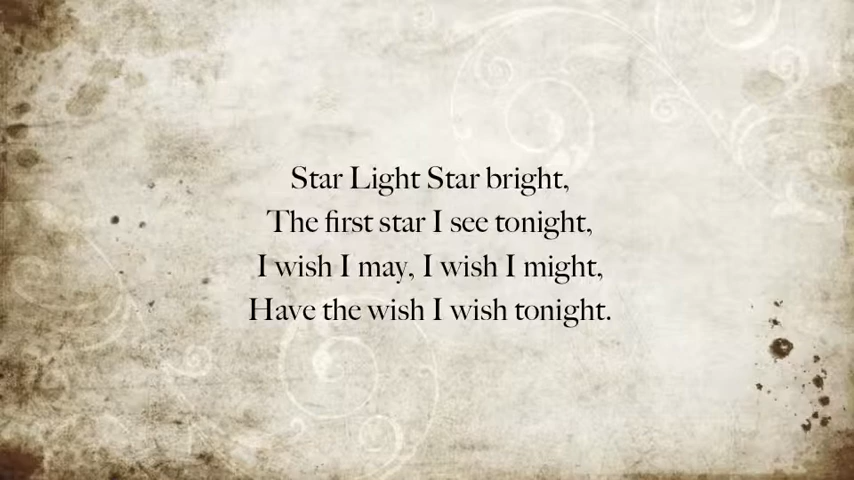 Star Light Star bright,
The first star I see tonight,
I wish I may, I wish I might,
Have the wish I wish tonight.